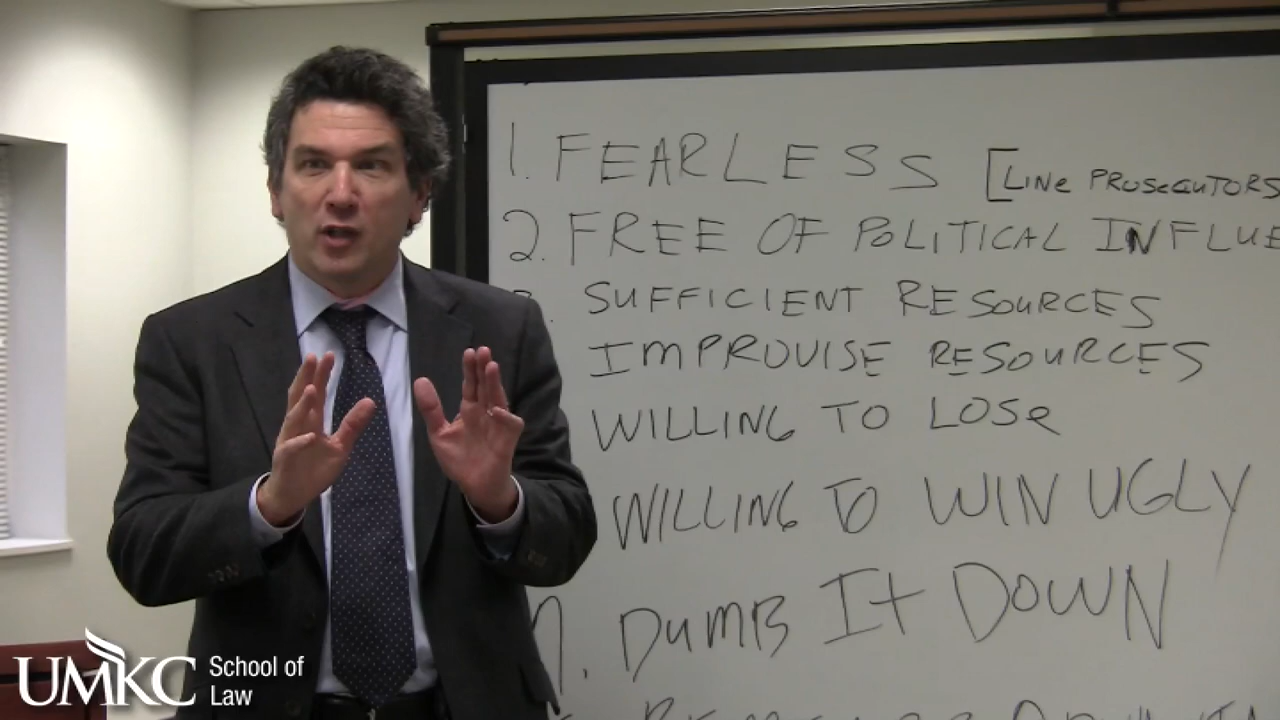 1. FEARLESS [LINe PROSeCUTORS
2. FREE OF POLITICAL INFLUE
SUFFICIENT RESOURCES
IMPROVISE RESOURCES
WILLING TO LOSe
WILLING TO WIN UGLY
7. DumB It DOWN
UMKC School of
Law